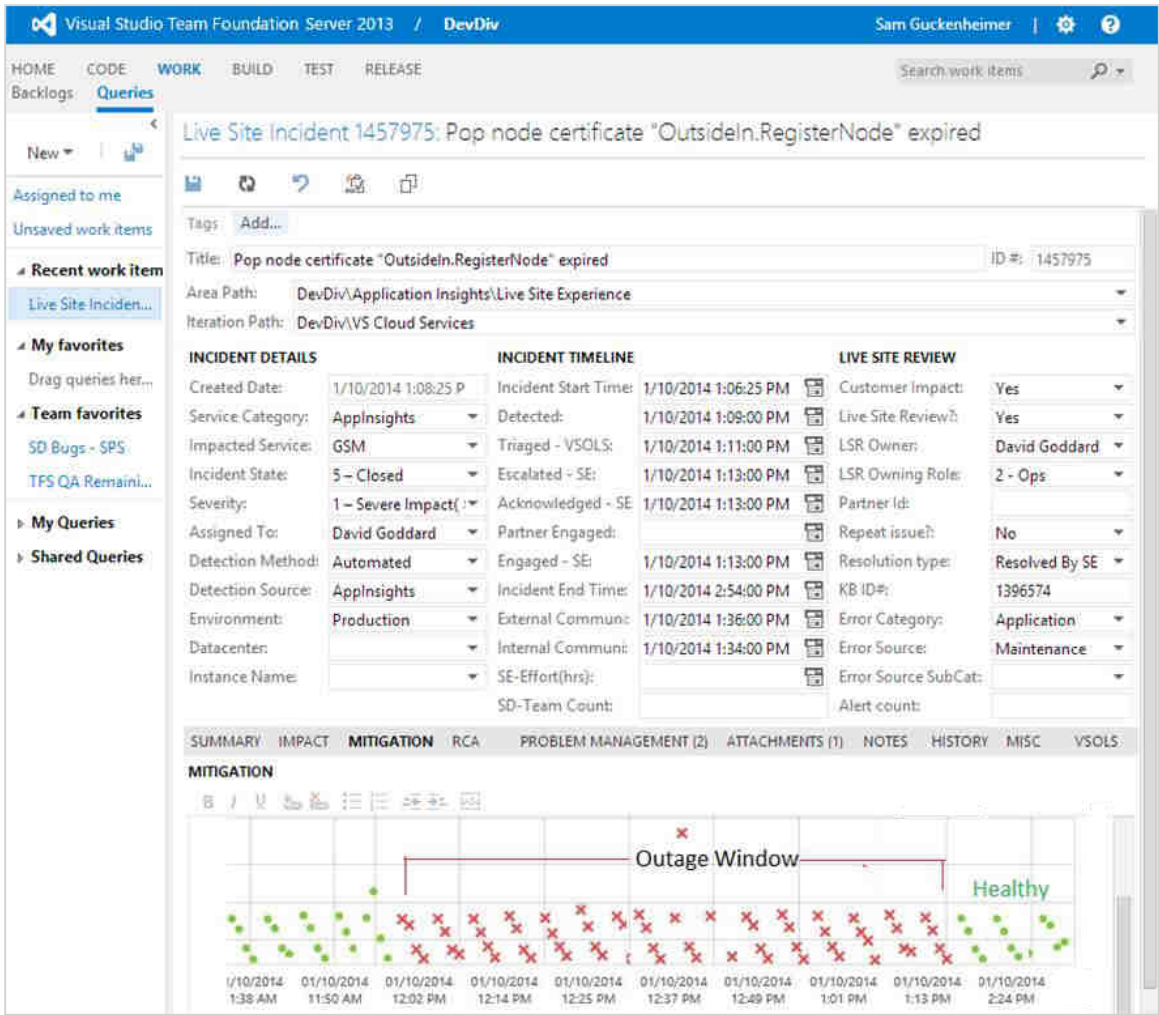 Visual Studio Team Foundation Server 2013 / DevDiv Sam Guckenheimer | ?
HOME CODE WORK BUILD TEST RELEASE Search work items
Backlogs Queries
Live Site Incident 1457975: Pop node certificate "OutsideIn.RegisterNode" expired
New
Assigned to me
Unsaved work items
Recent work item
Live Site Inciden...
My favorites
Drag queries her...
Team favorites
SD Bugs - SPS
TFS QA Remaini...
My Queries
Shared Queries
Tags Add...
Title: Pop node certificate "OutsideIn.RegisterNode" expired ID #: 1457975
Area Path: DevDiv\Application Insights\Live Site Experience
Iteration Path: DevDiv\VS Cloud Services
INCIDENT DETAILS INCIDENT TIMELINE LIVE SITE REVIEW
Created Date: 1/10/2014 1:08:25 P Incident Start Time: 1/10/2014 1:06:25 PM Customer Impact: Yes
Service Category: AppInsights Detected: 1/10/2014 1:09:00 PM Live Site Review?: Yes
Impacted Service: GSM Triaged - VSOLS: 1/10/2014 1:11:00 PM LSR Owner: David Goddard
Incident State: 5 – Closed Escalated - SE: 1/10/2014 1:13:00 PM LSR Owning Role: 2 - Ops
Severity: 1 – Severe Impact( Acknowledged - SE 1/10/2014 1:13:00 PM Partner Id:
Assigned To: David Goddard Partner Engaged: Repeat issue?: No
Detection Method: Automated Engaged - SE: 1/10/2014 1:13:00 PM Resolution type: Resolved By SE
Detection Source: AppInsights Incident End Time: 1/10/2014 2:54:00 PM KB ID#: 1396574
Environment: Production External Communi: 1/10/2014 1:36:00 PM Error Category: Application
Datacenter: Internal Communi: 1/10/2014 1:34:00 PM Error Source: Maintenance
Instance Name: SE-Effort(hrs): Error Source SubCat:
SD-Team Count: Alert count:
SUMMARY IMPACT MITIGATION RCA PROBLEM MANAGEMENT (2) ATTACHMENTS (1) NOTES HISTORY MISC VSOLS
MITIGATION
B I U
Outage Window
Healthy
1/10/2014 01/10/2014 01/10/2014 01/10/2014 01/10/2014 01/10/2014 01/10/2014 01/10/2014 01/10/2014 01/10/2014
1:38 AM 11:50 AM 12:02 PM 12:14 PM 12:25 PM 12:37 PM 12:49 PM 1:01 PM 1:13 PM 2:24 PM